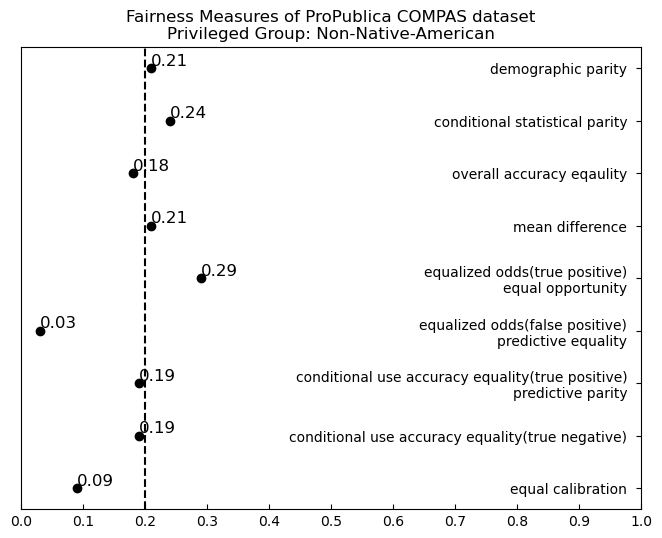 Fairness Measures of ProPublica COMPAS dataset
Privileged Group: Non-Native-American
0.21
demographic parity
0.24
conditional statistical parity
0.18
overall accuracy eqaulity
0.21
mean difference
0.29
equalized odds(true positive)
equal opportunity
0.03
equalized odds(false positive)
predictive equality
0.19
conditional use accuracy equality(true positive)
predictive parity
0.19
conditional use accuracy equality(true negative)
0.09
equal calibration
0.0 0.1 0.2 0.3 0.4 0.5 0.6 0.7 0.8 0.9 1.0